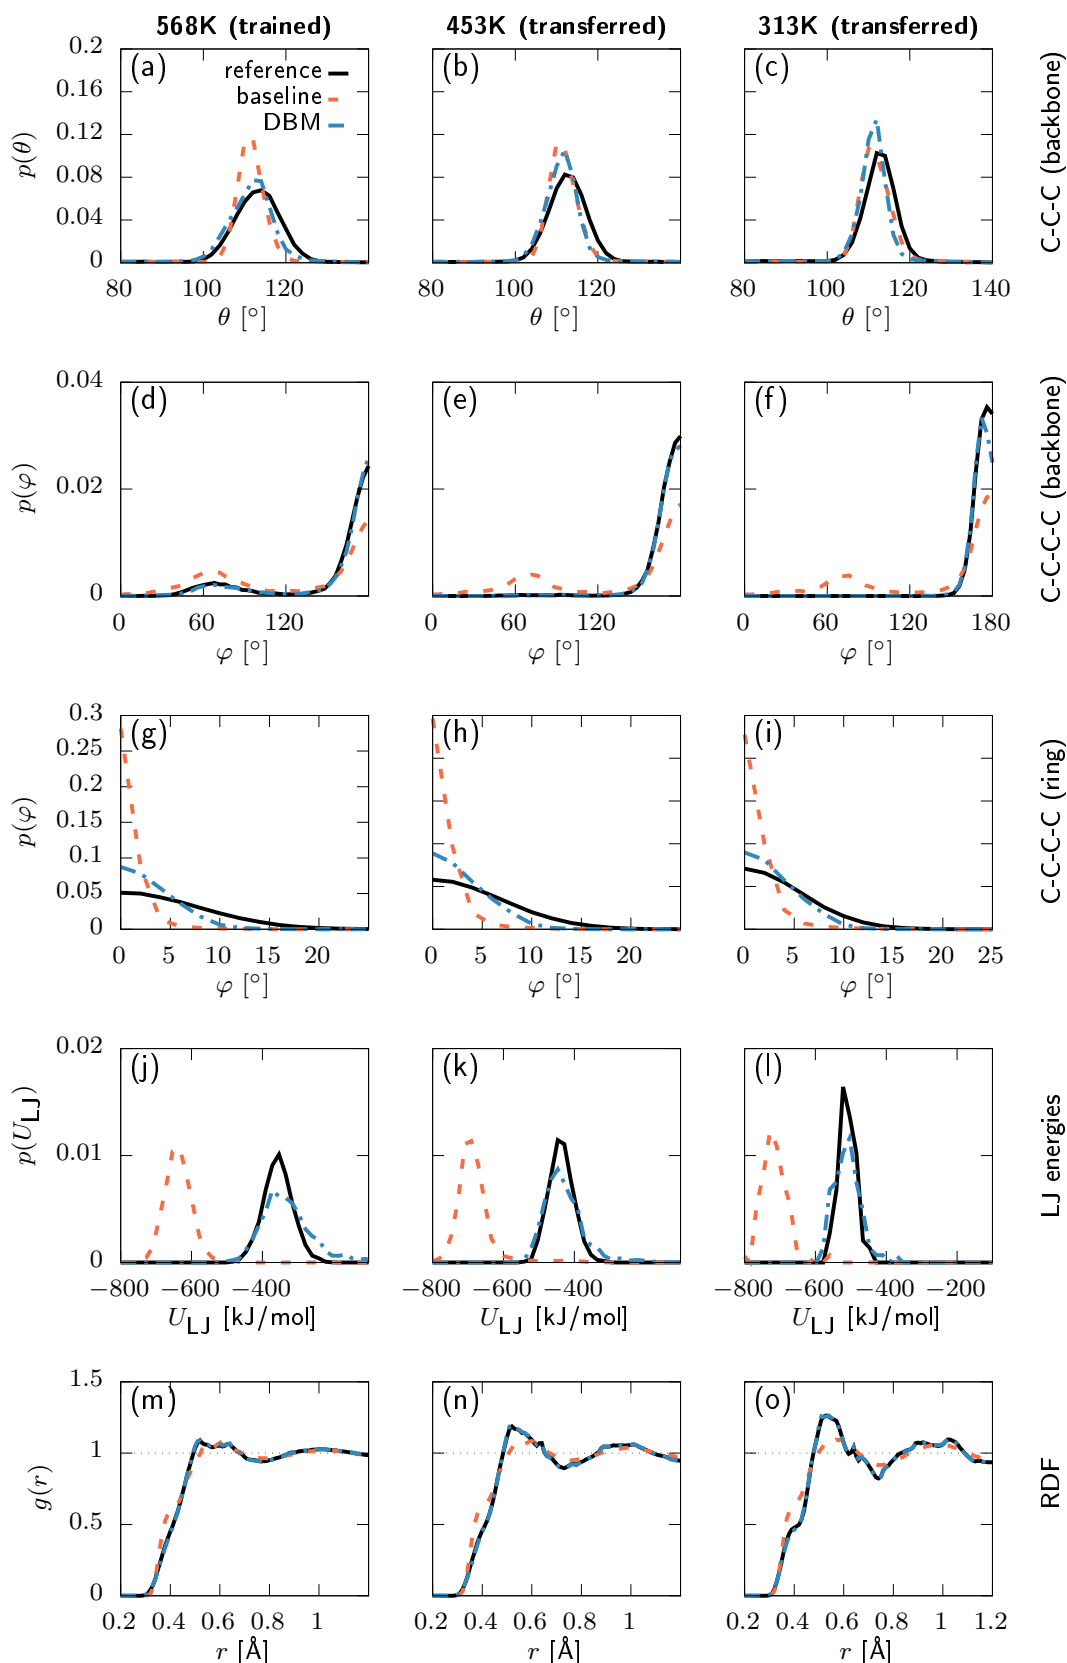 568K (trained) 453K (transferred) 313K (transferred)
0.2 0.16 0.12 0.08 0.04 0
p(θ)
(a) (b) (c)
reference
baseline
DBM
C-C-C (backbone)
80 100 120 80 100 120 80 100 120 140
θ [°] θ [°] θ [°]
0.04 0.02 0
p(φ)
(d) (e) (f)
C-C-C-C (backbone)
0 60 120 0 60 120 0 60 120 180
φ [°] φ [°] φ [°]
0.3 0.25 0.2 0.15 0.1 0.05 0
p(φ)
(g) (h) (i)
C-C-C-C (ring)
0 5 10 15 20 0 5 10 15 20 0 5 10 15 20 25
φ [°] φ [°] φ [°]
0.02 0.01 0
p(U_LJ)
(j) (k) (l)
LJ energies
−800 −600 −400 −800 −600 −400 −800 −600 −400 −200
U_LJ [kJ/mol] U_LJ [kJ/mol] U_LJ [kJ/mol]
1.5 1 0.5 0
g(r)
(m) (n) (o)
RDF
0.2 0.4 0.6 0.8 1 0.2 0.4 0.6 0.8 1 0.2 0.4 0.6 0.8 1 1.2
r [Å] r [Å] r [Å]